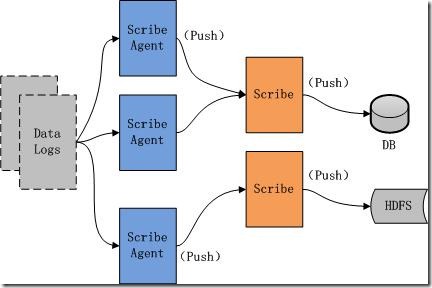 Scribe
Agent
(Push)
Scribe
(Push)
Data
Logs
Scribe
Agent
DB
Scribe
(Push)
HDFS
Scribe
Agent
(Push)